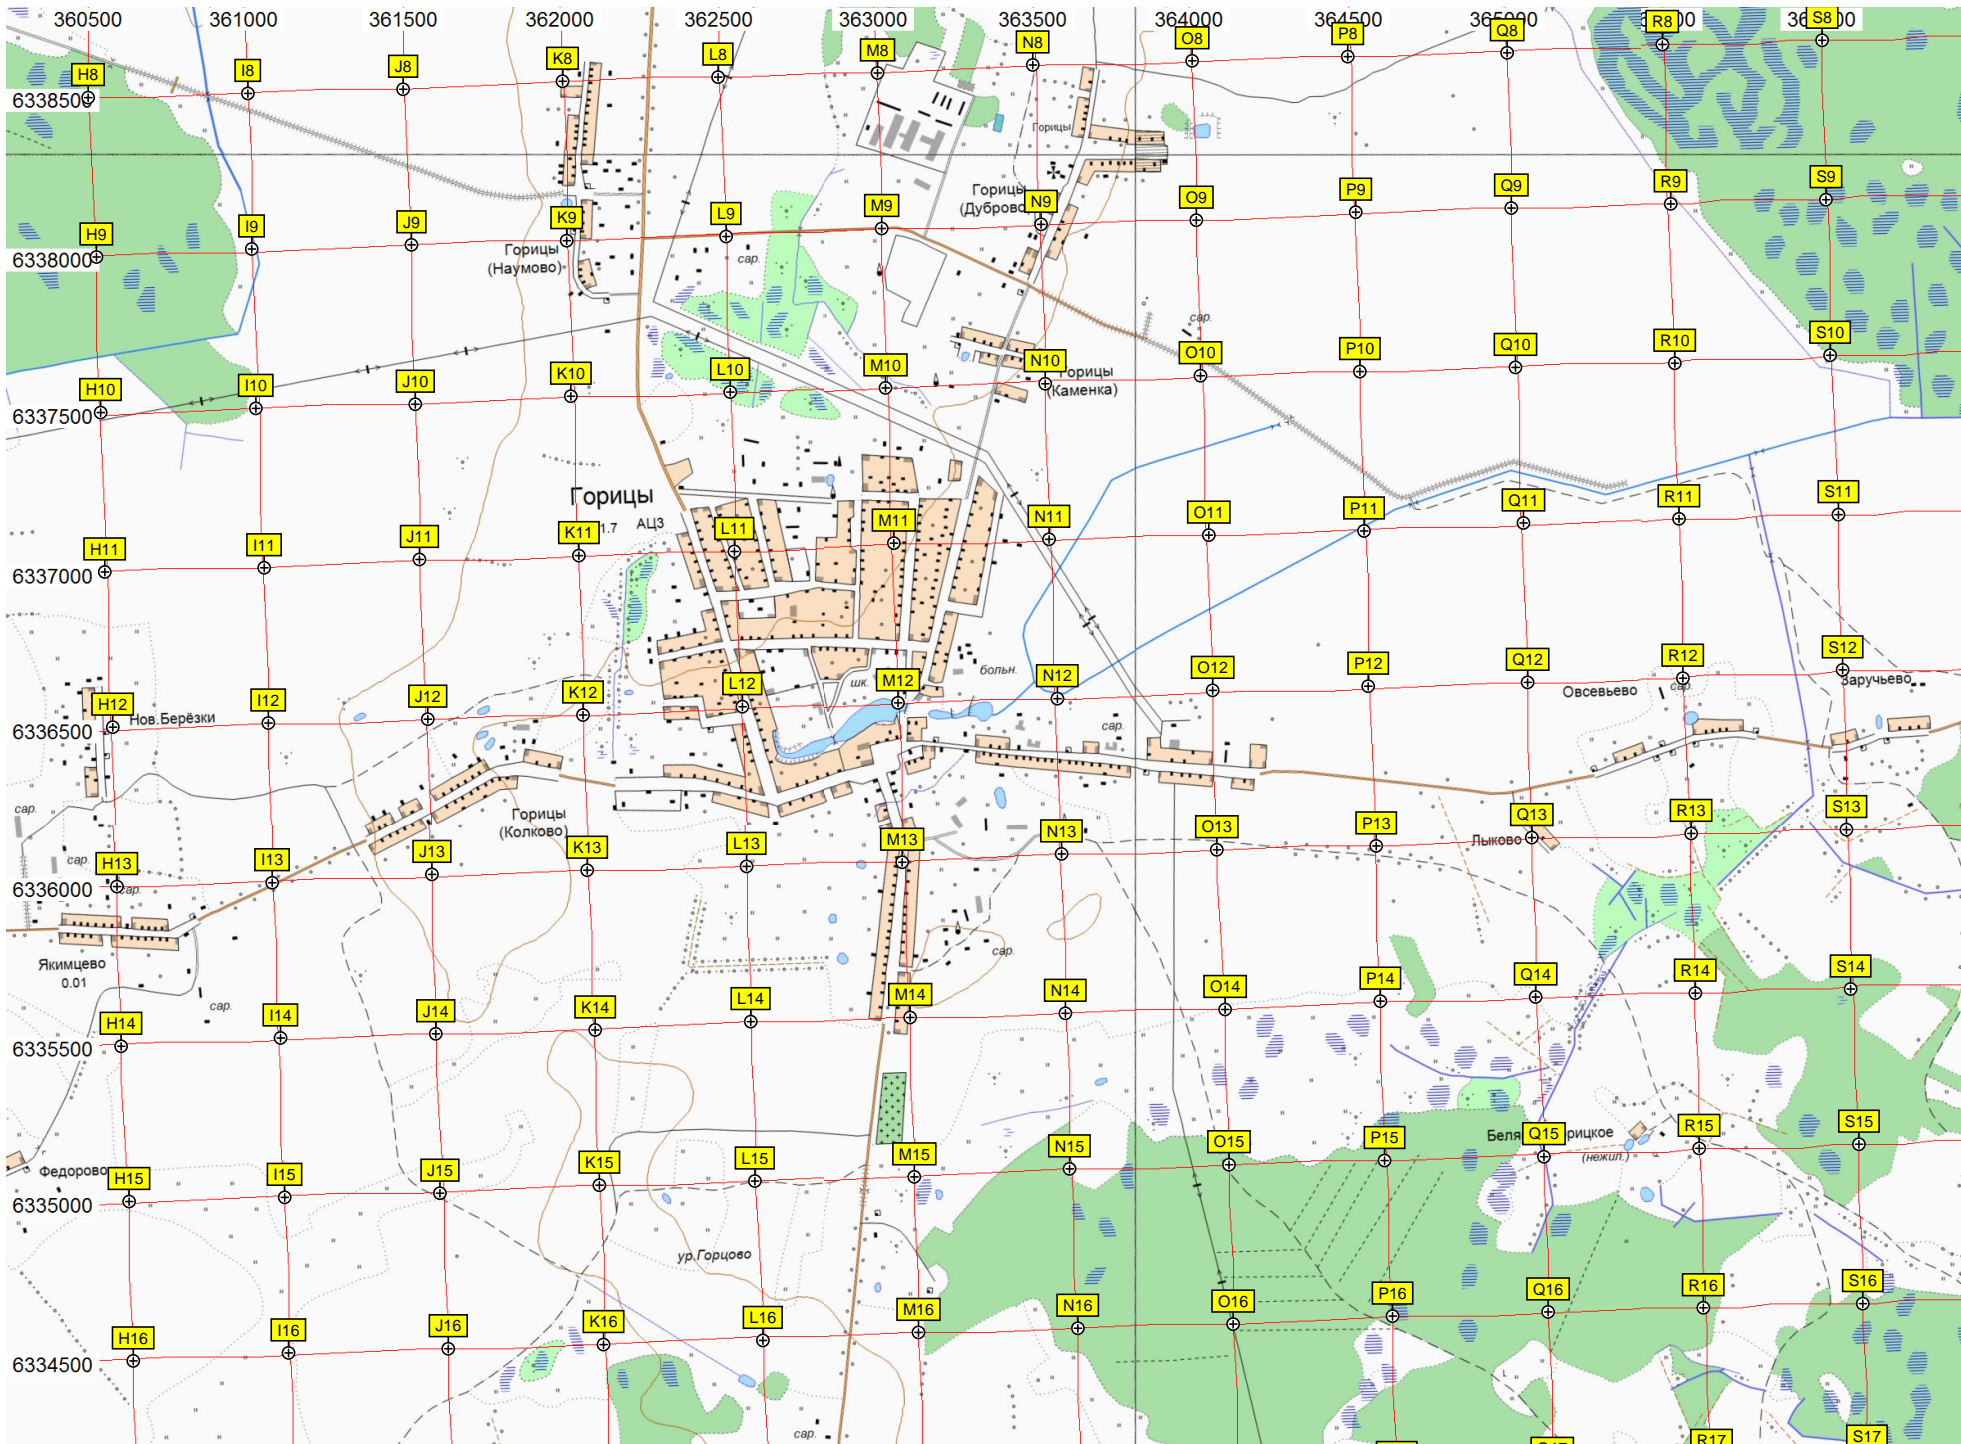 360500 361000 361500 362000 362500 363000 363500 364000 364500
H8 I8 J8 K8 L8 M8 N8 O8 P8 Q8 R8 S8
6338500
Горицы
Горицы
(Дуброво)
H9 I9 J9 K9 L9 M9 N9 O9 P9 Q9 R9 S9
6338000
Горицы
(Наумово)
сар.
сар.
H10 I10 J10 K10 L10 M10 N10 O10 P10 Q10 R10 S10
6337500
Горицы
(Каменка)
Горицы
1.7 АЦЗ
H11 I11 J11 K11 L11 M11 N11 O11 P11 Q11 R11 S11
6337000
больн.
шк.
H12 I12 J12 K12 L12 M12 N12 O12 P12 Q12 R12 S12
Нов.Берёзки
Овсевьево
сар.
Заручьево
6336500
сар.
сар.
Горицы
(Колково)
Лыково
H13 I13 J13 K13 L13 M13 N13 O13 P13 Q13 R13 S13
сар.
сар.
6336000
Якимцево
0.01
сар.
сар.
H14 I14 J14 K14 L14 M14 N14 O14 P14 Q14 R14 S14
6335500
(нежил.)
Федорово
H15 I15 J15 K15 L15 M15 N15 O15 P15 Q15 R15 S15
6335000
ур.Горцово
H16 I16 J16 K16 L16 M16 N16 O16 P16 Q16 R16 S16
6334500
сар.
R17 S17